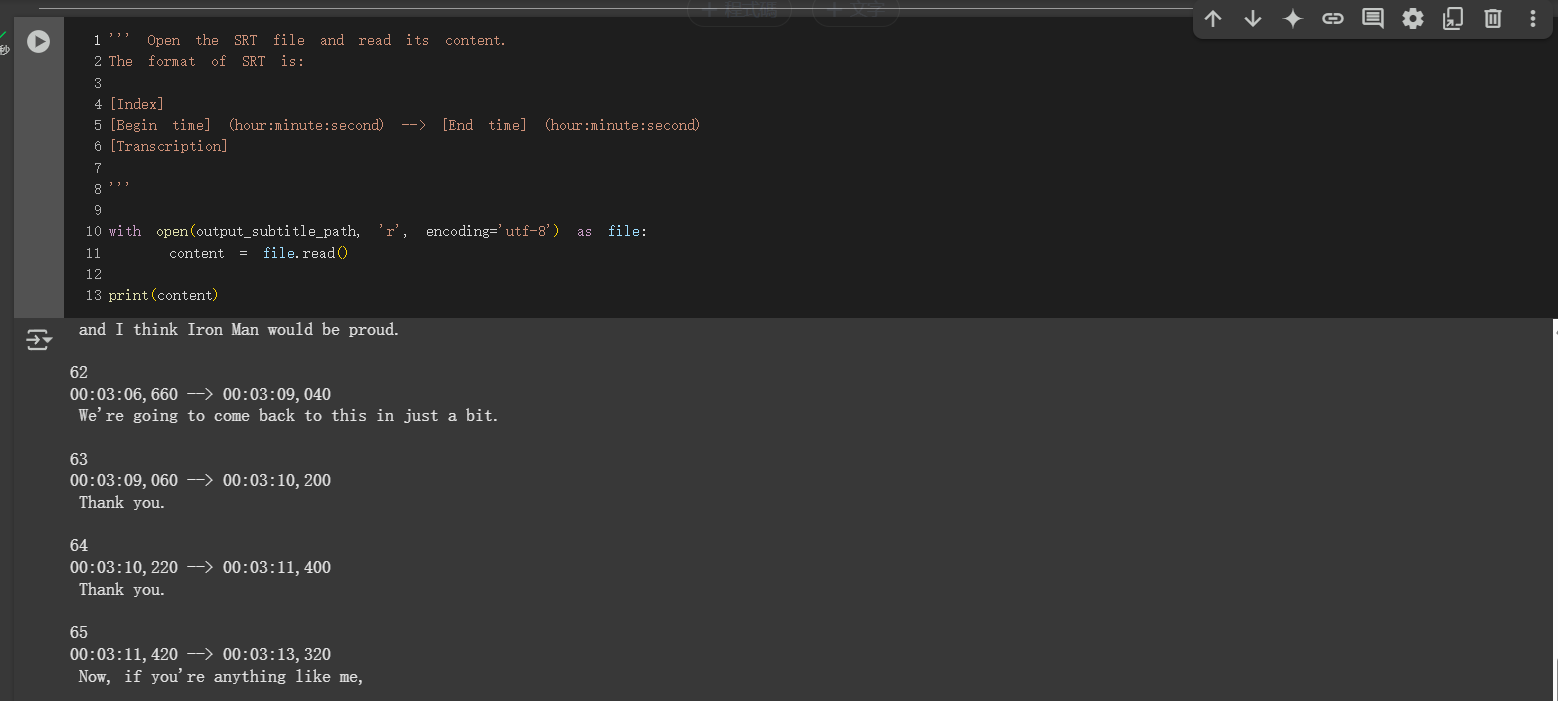 + 程式碼
+ 文字
秒
1 ''' Open the SRT file and read its content.
2 The format of SRT is:
3
4 [Index]
5 [Begin time] (hour:minute:second) --> [End time] (hour:minute:second)
6 [Transcription]
7
8 '''
9
10 with open(output_subtitle_path, 'r', encoding='utf-8') as file:
11 content = file.read()
12
13 print(content)
and I think Iron Man would be proud.
62
00:03:06,660 --> 00:03:09,040
We're going to come back to this in just a bit.
63
00:03:09,060 --> 00:03:10,200
Thank you.
64
00:03:10,220 --> 00:03:11,400
Thank you.
65
00:03:11,420 --> 00:03:13,320
Now, if you're anything like me,